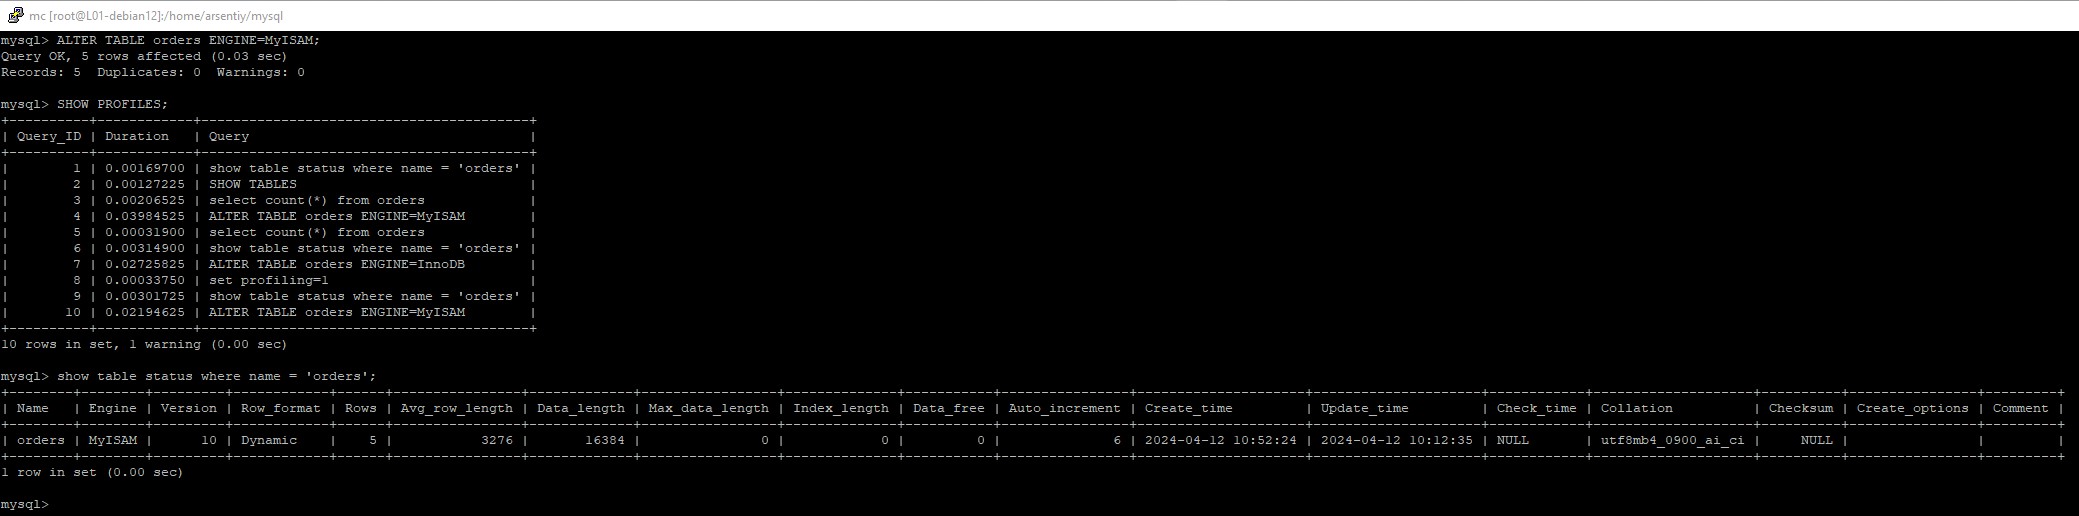 mc [root@L01-debian12]:/home/arsentiy/mysql
mysql> ALTER TABLE orders ENGINE=MyISAM;
Query OK, 5 rows affected (0.03 sec)
Records: 5  Duplicates: 0  Warnings: 0
mysql> SHOW PROFILES;
+----------+------------+-----------------------------------------+
| Query_ID | Duration   | Query                                   |
+----------+------------+-----------------------------------------+
|        1 | 0.00169700 | show table status where name = 'orders' |
|        2 | 0.00127225 | SHOW TABLES                             |
|        3 | 0.00206525 | select count(*) from orders             |
|        4 | 0.03984525 | ALTER TABLE orders ENGINE=MyISAM        |
|        5 | 0.00031900 | select count(*) from orders             |
|        6 | 0.00314900 | show table status where name = 'orders' |
|        7 | 0.02725825 | ALTER TABLE orders ENGINE=InnoDB        |
|        8 | 0.00033750 | set profiling=1                         |
|        9 | 0.00301725 | show table status where name = 'orders' |
|       10 | 0.02194625 | ALTER TABLE orders ENGINE=MyISAM        |
+----------+------------+-----------------------------------------+
10 rows in set, 1 warning (0.00 sec)
mysql> show table status where name = 'orders';
+--------+--------+---------+------------+------+----------------+-------------+-----------------+--------------+-----------+----------------+---------------------+---------------------+------------+--------------------+----------+----------------+---------+
| Name   | Engine | Version | Row_format | Rows | Avg_row_length | Data_length | Max_data_length | Index_length | Data_free | Auto_increment | Create_time         | Update_time         | Check_time | Collation          | Checksum | Create_options | Comment |
+--------+--------+---------+------------+------+----------------+-------------+-----------------+--------------+-----------+----------------+---------------------+---------------------+------------+--------------------+----------+----------------+---------+
| orders | MyISAM |      10 | Dynamic    |    5 |           3276 |       16384 |               0 |            0 |         0 |              6 | 2024-04-12 10:52:24 | 2024-04-12 10:12:35 | NULL       | utf8mb4_0900_ai_ci |     NULL |                |         |
+--------+--------+---------+------------+------+----------------+-------------+-----------------+--------------+-----------+----------------+---------------------+---------------------+------------+--------------------+----------+----------------+---------+
1 row in set (0.00 sec)
mysql>